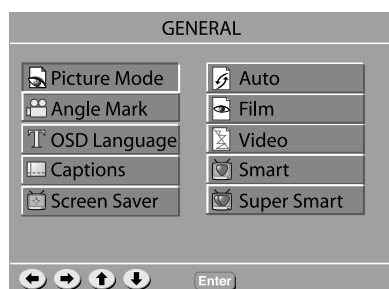 GENERAL
Picture Mode
Angle Mark
OSD Language
Captions
Screen Saver
Auto
Film
Video
Smart
Super Smart
Enter